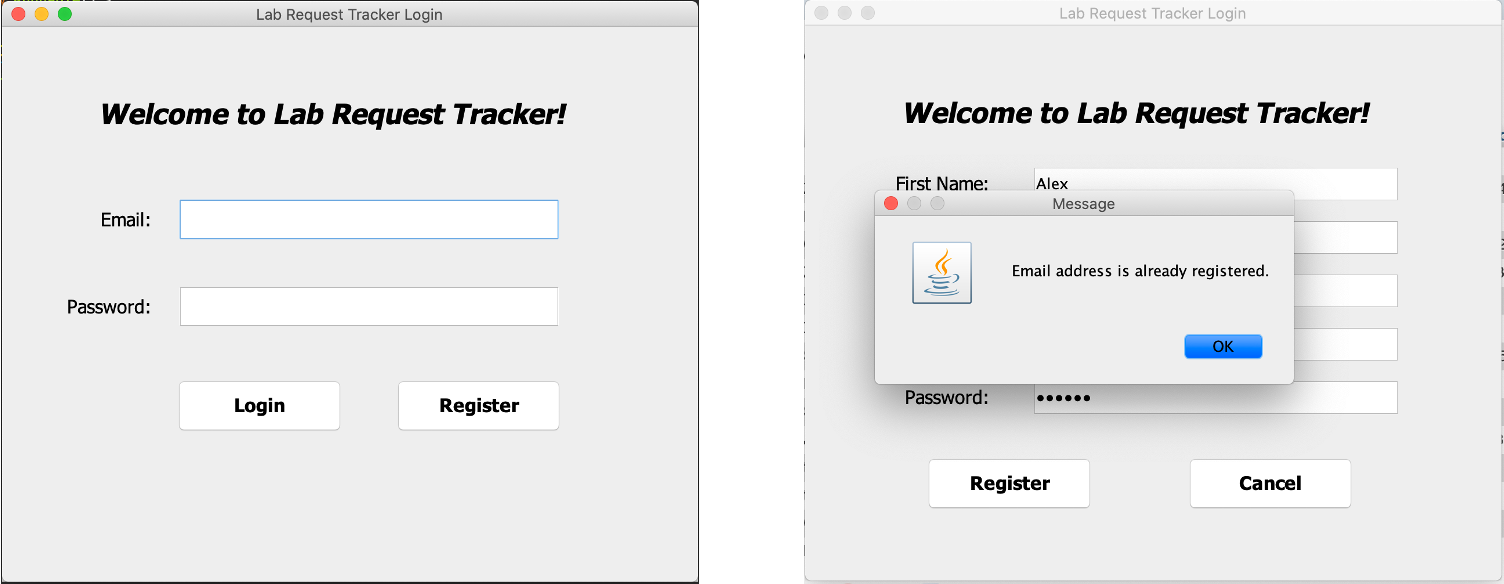 Lab Request Tracker Login
Welcome to Lab Request Tracker!
Email:
Password:
Login
Register
Lab Request Tracker Login
Welcome to Lab Request Tracker!
First Name:
Alex
Message
Email address is already registered.
OK
Password:
••••••
Register
Cancel